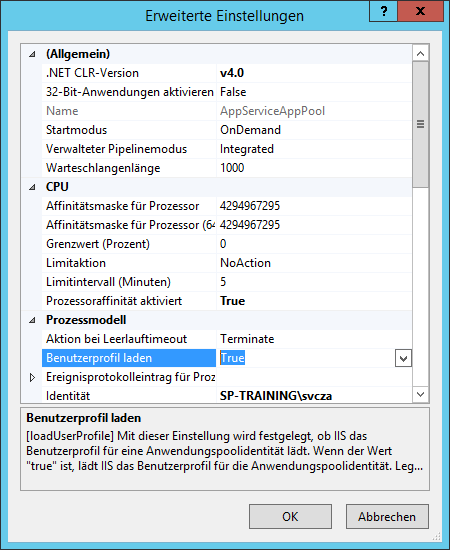 Erweiterte Einstellungen
? x
(Allgemein)
.NET CLR-Version v4.0
32-Bit-Anwendungen aktivieren False
Name AppServiceAppPool
Startmodus OnDemand
Verwalteter Pipelinemodus Integrated
Warteschlangenlänge 1000
CPU
Affinitätsmaske für Prozessor 4294967295
Affinitätsmaske für Prozessor (64 4294967295
Grenzwert (Prozent) 0
Limitaktion NoAction
Limitintervall (Minuten) 5
Prozessoraffinität aktiviert True
Prozessmodell
Aktion bei Leerlauftimeout Terminate
Benutzerprofil laden True
Ereignisprotokolleintrag für Proz
Identität SP-TRAINING\svcza
Benutzerprofil laden
[loadUserProfile] Mit dieser Einstellung wird festgelegt, ob IIS das
Benutzerprofil für eine Anwendungspoolidentität lädt. Wenn der Wert
"true" ist, lädt IIS das Benutzerprofil für die Anwendungspoolidentität. Leg...
OK Abbrechen